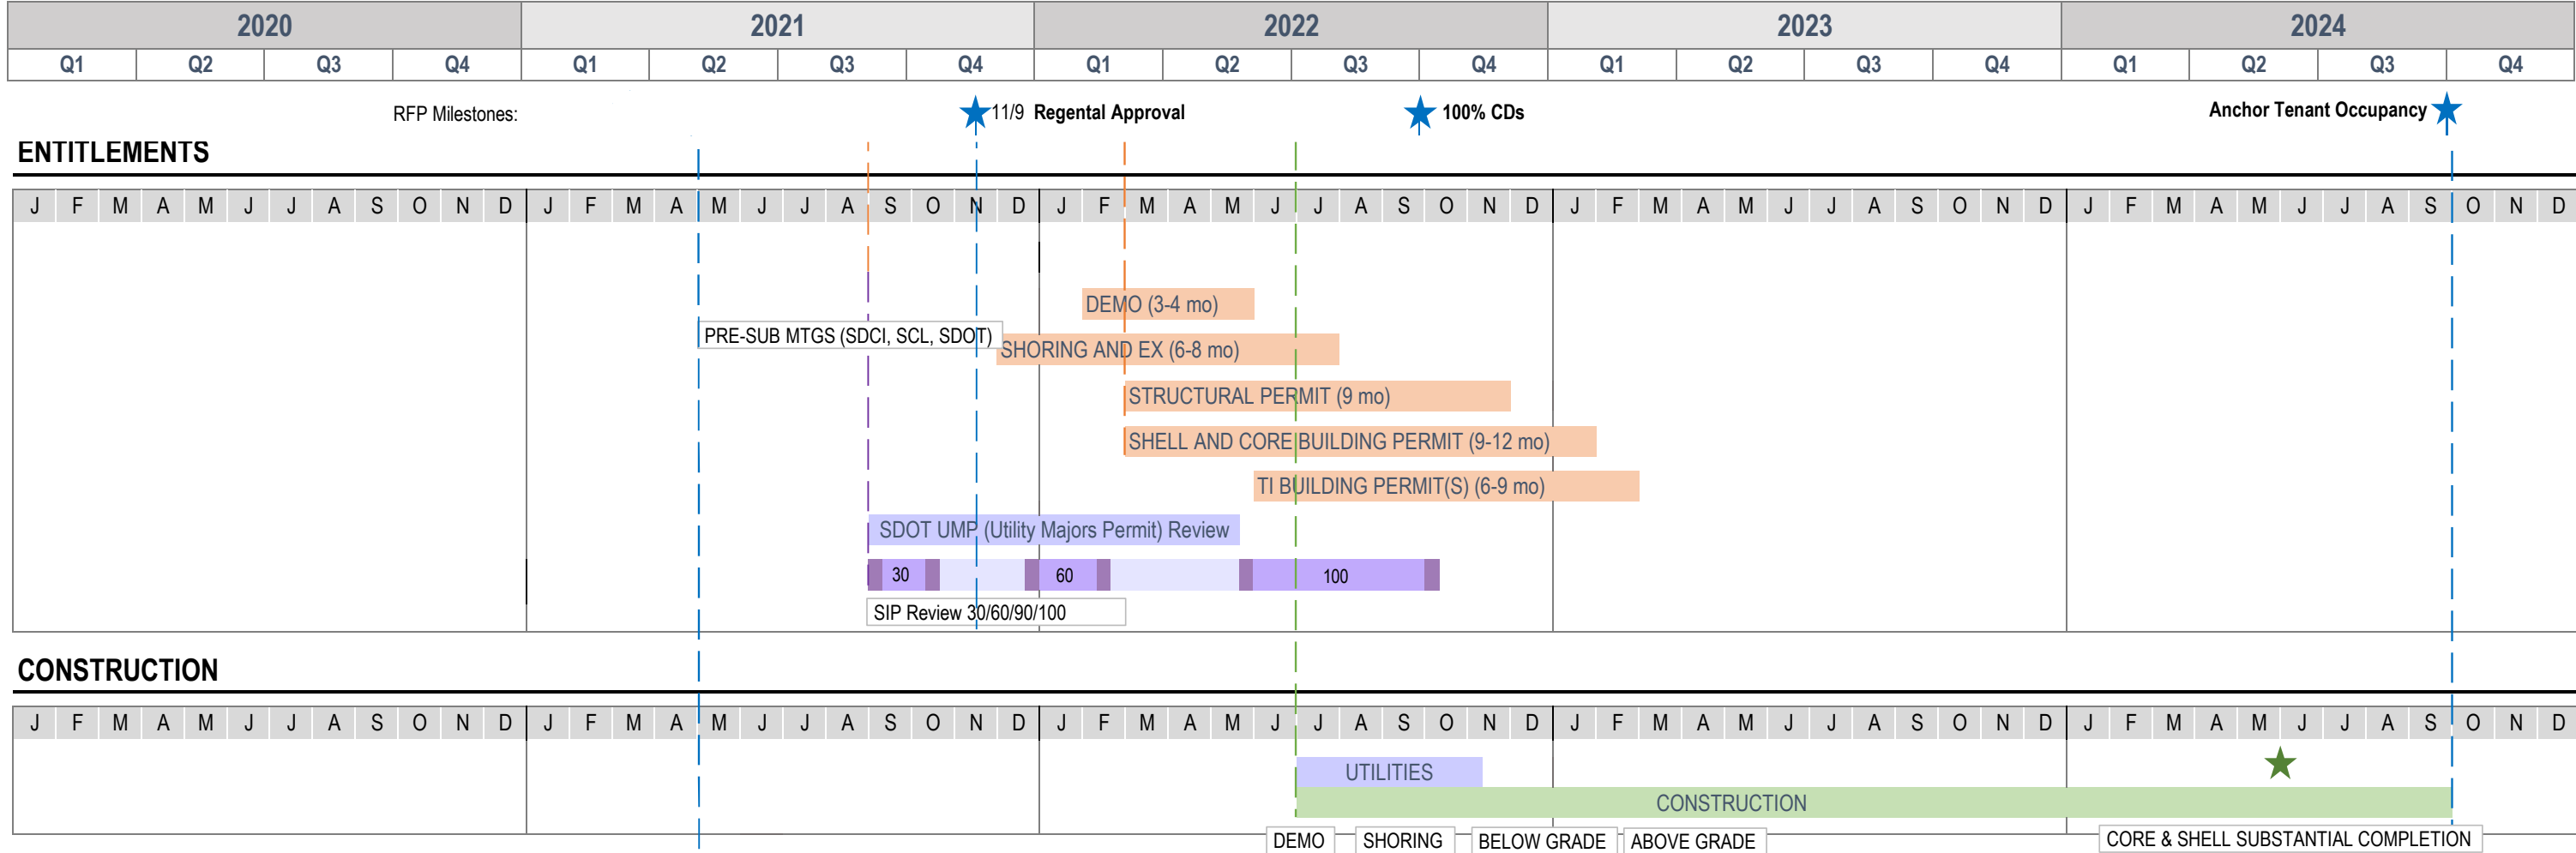 2020 2021 2022 2023 2024
Q1 Q2 Q3 Q4 Q1 Q2 Q3 Q4 Q1 Q2 Q3 Q4 Q1 Q2 Q3 Q4 Q1 Q2 Q3 Q4
RFP Milestones: 11/9 Regental Approval 100% CDs Anchor Tenant Occupancy
ENTITLEMENTS
J F M A M J J A S O N D J F M A M J J A S O N D J F M A M J J A S O N D J F M A M J J A S O N D J F M A M J J A S O N D
DEMO (3-4 mo)
PRE-SUB MTGS (SDCI, SCL, SDOT)
SHORING AND EX (6-8 mo)
STRUCTURAL PERMIT (9 mo)
SHELL AND CORE BUILDING PERMIT (9-12 mo)
TI BUILDING PERMIT(S) (6-9 mo)
SDOT UMP (Utility Majors Permit) Review
30 60 100
SIP Review 30/60/90/100
CONSTRUCTION
J F M A M J J A S O N D J F M A M J J A S O N D J F M A M J J A S O N D J F M A M J J A S O N D J F M A M J J A S O N D
UTILITIES
CONSTRUCTION
DEMO SHORING BELOW GRADE ABOVE GRADE CORE & SHELL SUBSTANTIAL COMPLETION